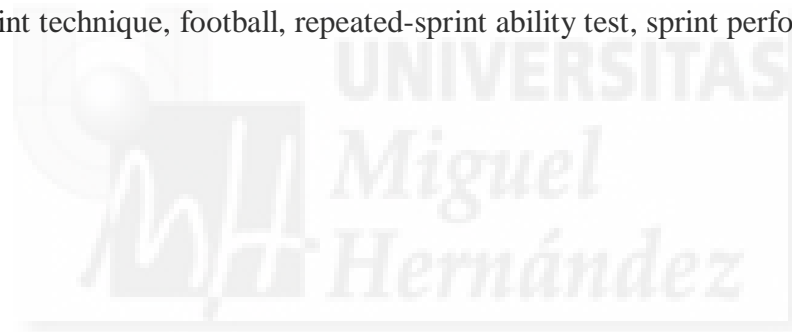 int technique, football, repeated-sprint ability test, sprint perfo
UNIVERSITAS
Miguel
Hernández